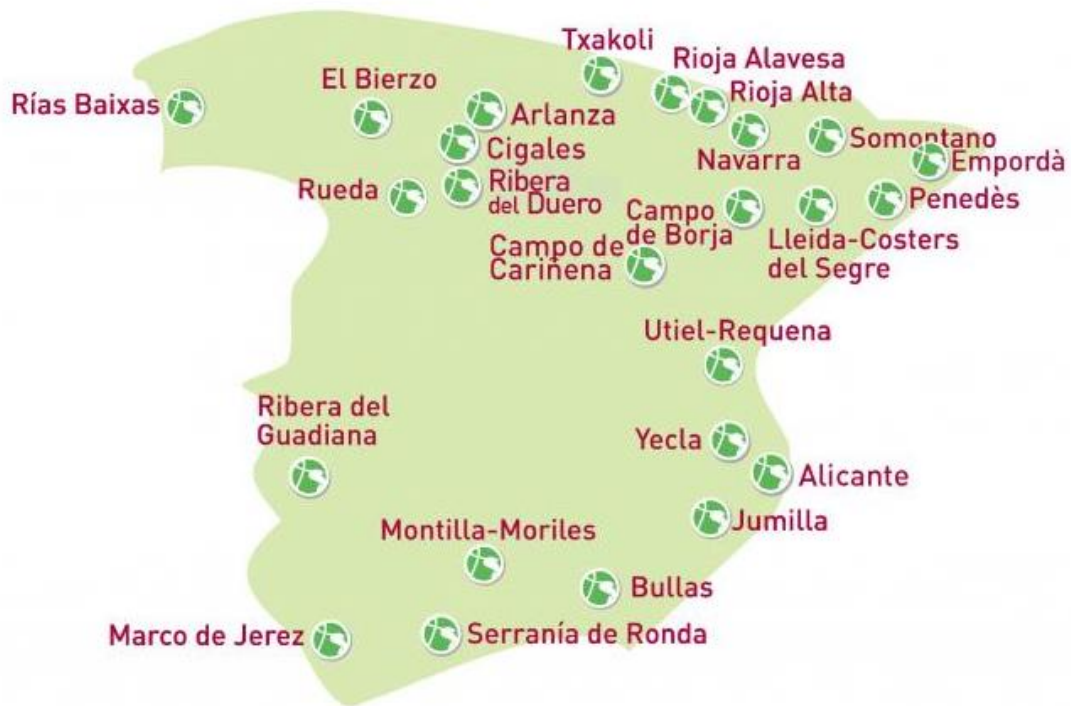 Txakoli
Rioja Alavesa
El Bierzo
Rioja Alta
Rías Baixas
Arlanza
Somontano
Cigales
Navarra
Empordà
Rueda
Ribera
del Duero
Penedès
Campo
de Borja
Lleida-Costers
del Segre
Campo de
Cariñena
Utiel-Requena
Ribera del
Guadiana
Yecla
Alicante
Jumilla
Montilla-Moriles
Bullas
Marco de Jerez
Serranía de Ronda